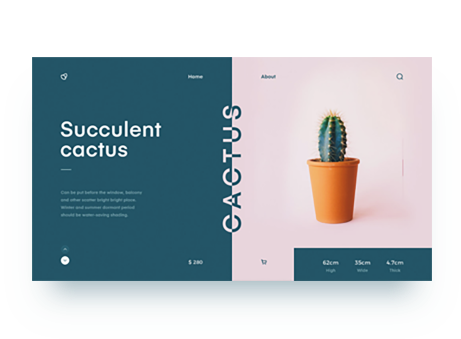 Home
About
Succulent
cactus
CACTUS
Can be put before the window, balcony
and other scatter bright bright place.
Winter and summer dormant period
should be water-saving shading.
$ 280
62cm
35cm
4.7cm
High
Wide
Thick